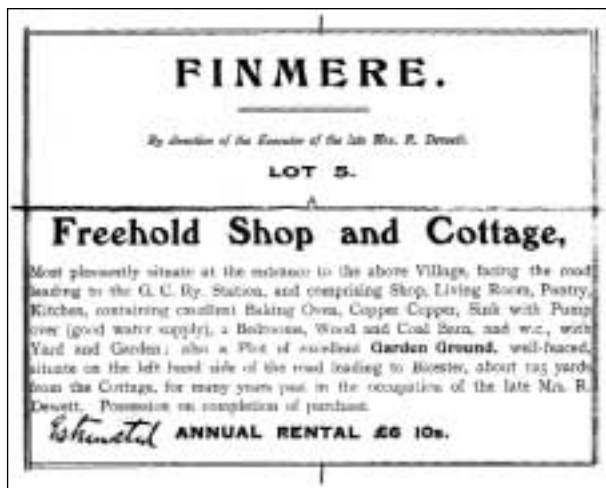 FINMERE.
By direction of the Executor of the late Mrs. R. Dewett.
LOT 5.
A
Freehold Shop and Cottage,
Most pleasantly situate at the entrance to the above Village, facing the road
leading to the G. C. Ry. Station, and comprising Shop, Living Room, Pantry,
Kitchen, containing excellent Baking Oven, Copper Copper, Sink with Pump
over (good water supply), 2 Bedrooms, Wood and Coal Barn, and w.c., with
Yard and Garden; also a Plot of excellent Garden Ground, well-fenced,
situate on the left hand side of the road leading to Bicester, about 125 yards
from the Cottage, for many years past in the occupation of the late Mrs. R.
Dewett. Possession on completion of purchase.
Estimated ANNUAL RENTAL £6 10s.